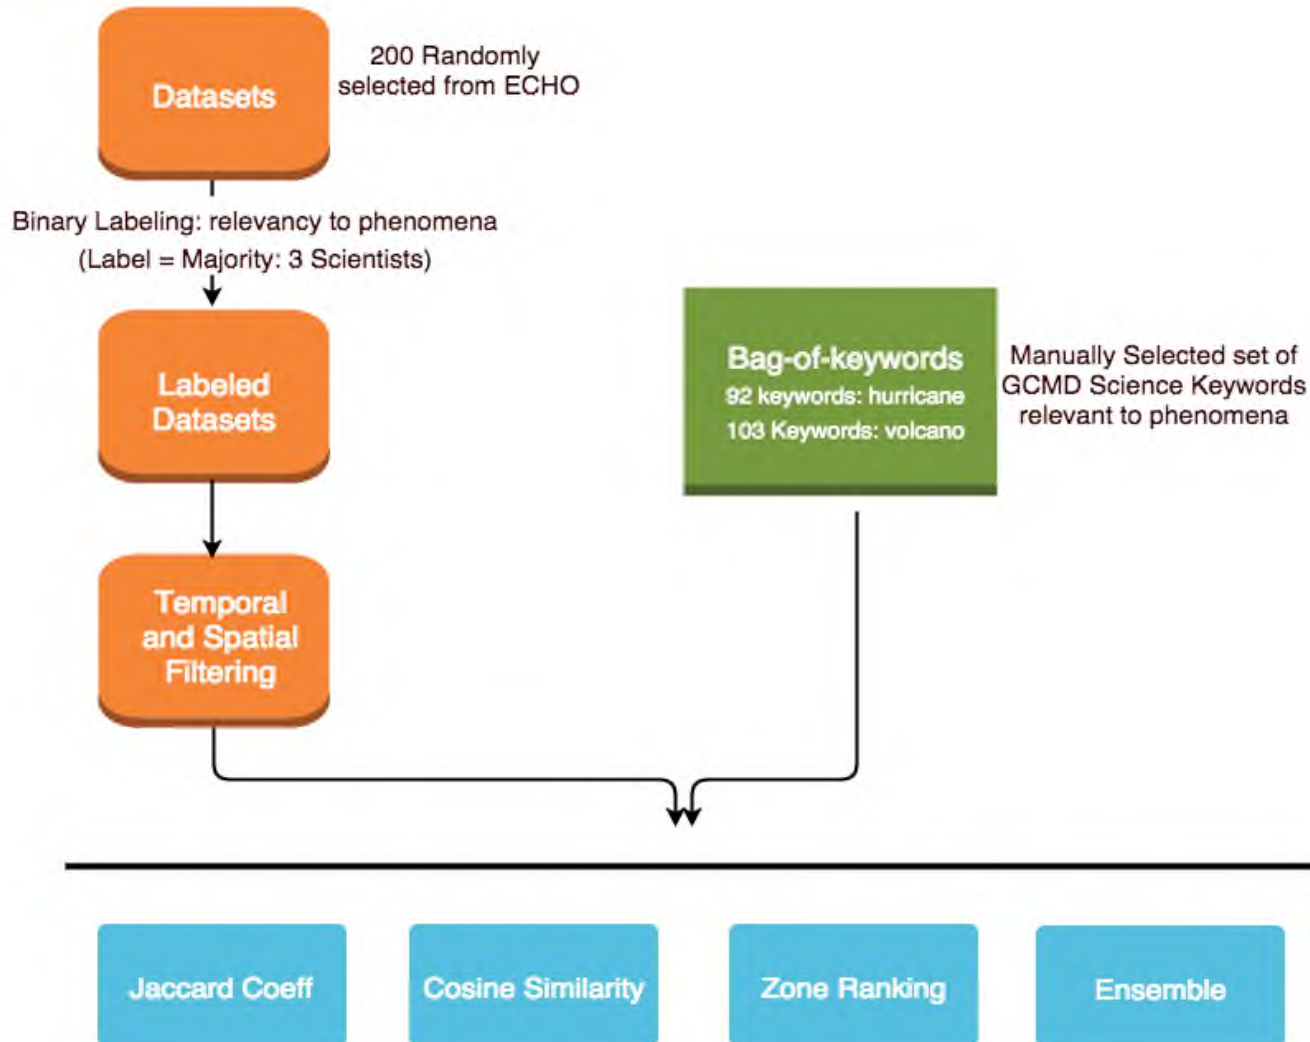 Datasets
200 Randomly
selected from ECHO
Binary Labeling: relevancy to phenomena
(Label = Majority: 3 Scientists)
Labeled
Datasets
Bag-of-keywords
92 keywords: hurricane
103 Keywords: volcano
Manually Selected set of
GCMD Science Keywords
relevant to phenomena
Temporal
and Spatial
Filtering
Jaccard Coeff
Cosine Similarity
Zone Ranking
Ensemble